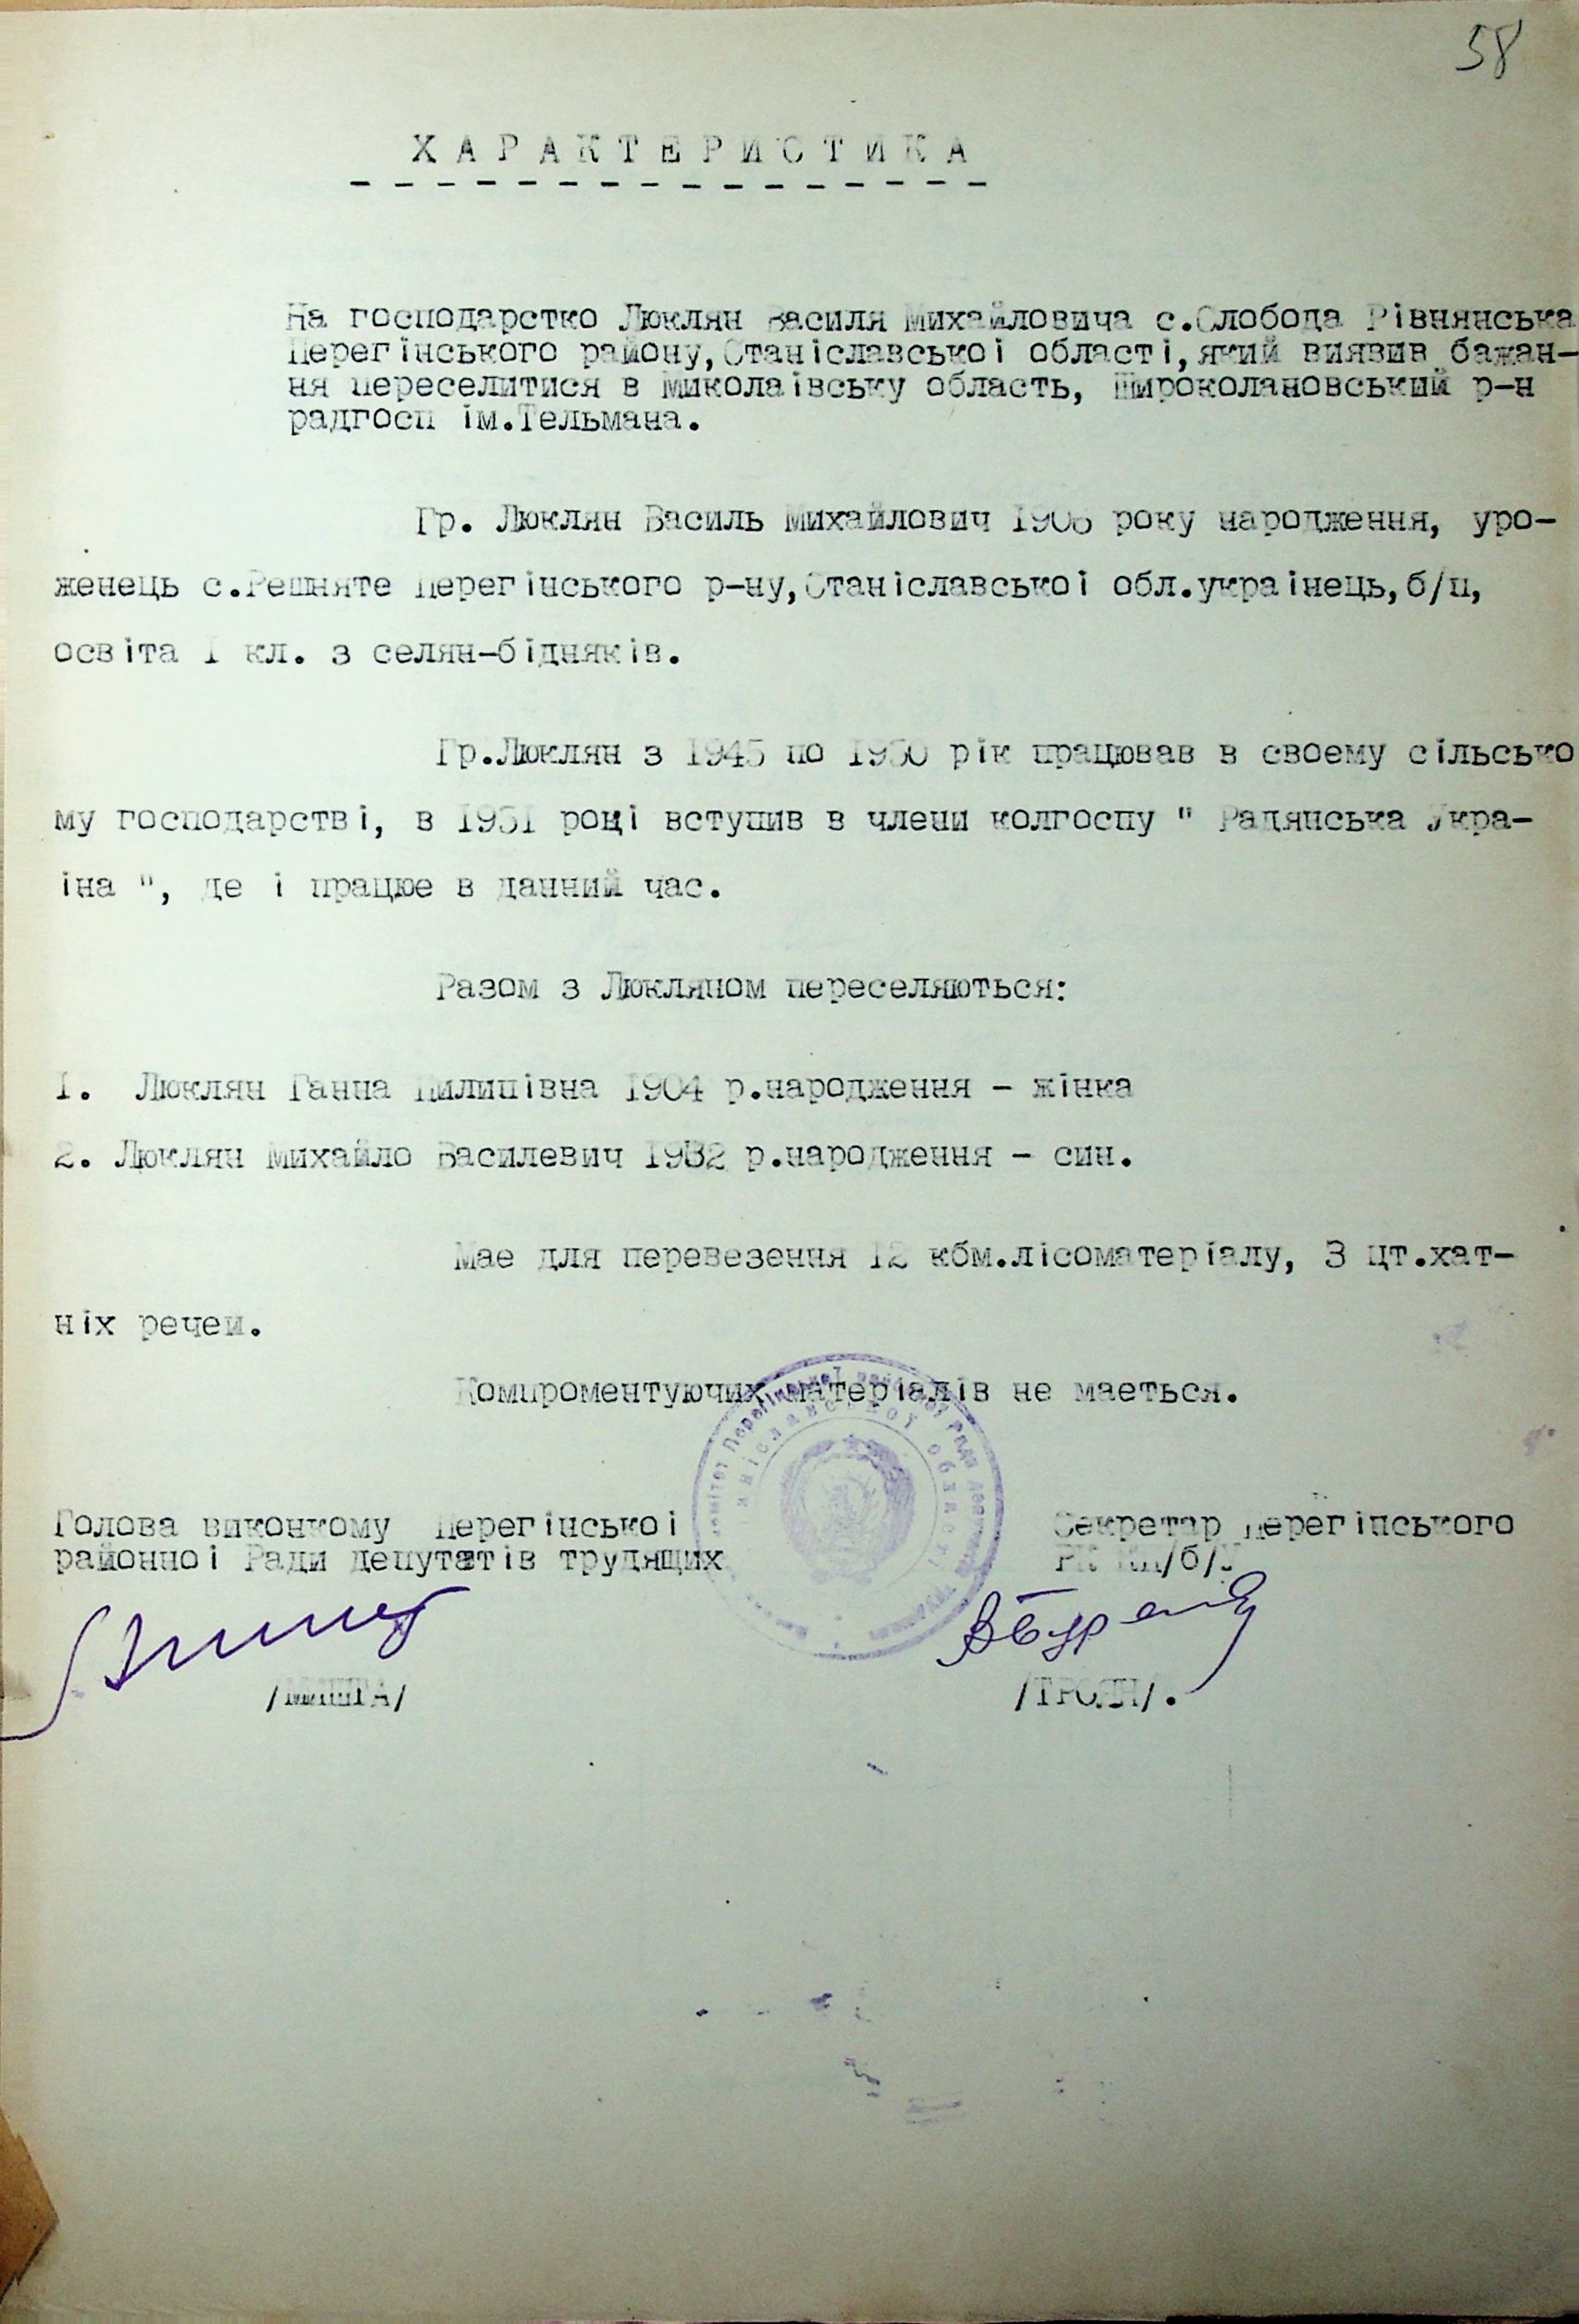 58
ХАРАКТЕРИСТИКА
На господарстко Люклян Василя Михайловича с.Слобода Рівнянська
Перегінського району,Станіславської області,який виявив бажан-
ня переселитися в Миколаівську область, Широколановський р-н
радгосп ім.Тельмана.
Гр. Люклян Василь Михайлович року народження, уро-
женець с.Решняте Перегінського р-ну,Станіславської обл.українець,б/п,
освіта І кл. з селян-бідняків.
Гр.Люклян з 1945 по 1950 рік працював в своему сільсько
му господарстві, в 1951 році вступив в члени колгоспу " Радянська Укра-
їна ", де і працює в данний час.
Разом з Люкляном переселяються:
1. Люклян Ганна Пилипівна 1904 р.народження - жінка
2. Люклян Михайло Василевич 1932 р.народження - син.
Має для перевезення 12 кбм.лісоматеріалу, 3 цт.хат-
ніх речей.
Компроментуючих матеріалів не мається.
Голова виконкому Перегінської
районної Ради депутатів трудящих
Секретар Перегінського
РК КП/б/У
/МИШГА/
/ТРОЯН/.